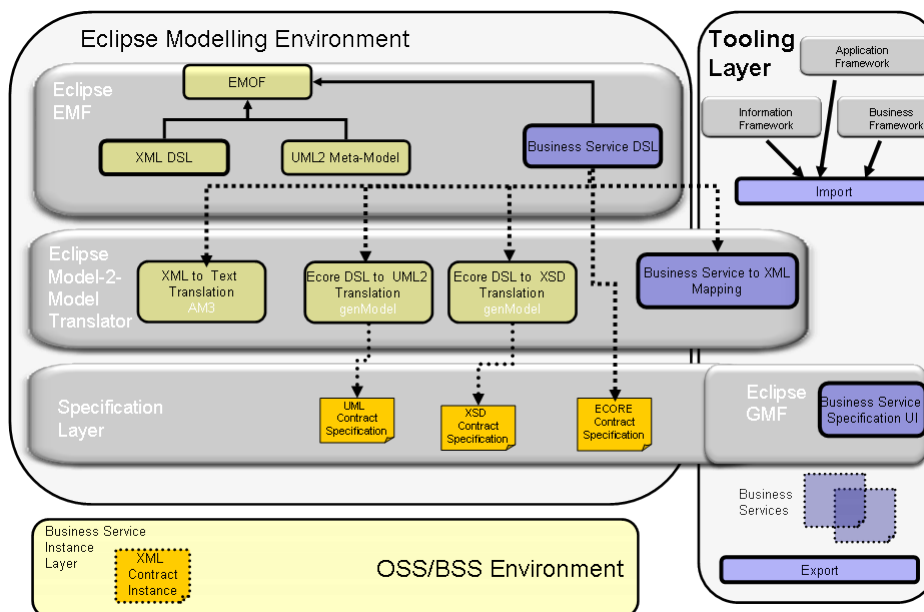 Eclipse Modelling Environment
Eclipse
EMF
EMOF
XML DSL
UML2 Meta-Model
Business Service DSL
Tooling
Layer
Application
Framework
Information
Framework
Business
Framework
Import
Eclipse
Model-2-
Model
Translator
XML to Text
Translation
AM3
Ecore DSL to UML2
Translation
genModel
Ecore DSL to XSD
Translation
genModel
Business Service to XML
Mapping
Specification
Layer
UML
Contract
Specification
XSD
Contract
Specification
ECORE
Contract
Specification
Eclipse
GMF
Business Service
Specification UI
Business
Services
Export
Business Service
Instance
Layer
XML
Contract
Instance
OSS/BSS Environment